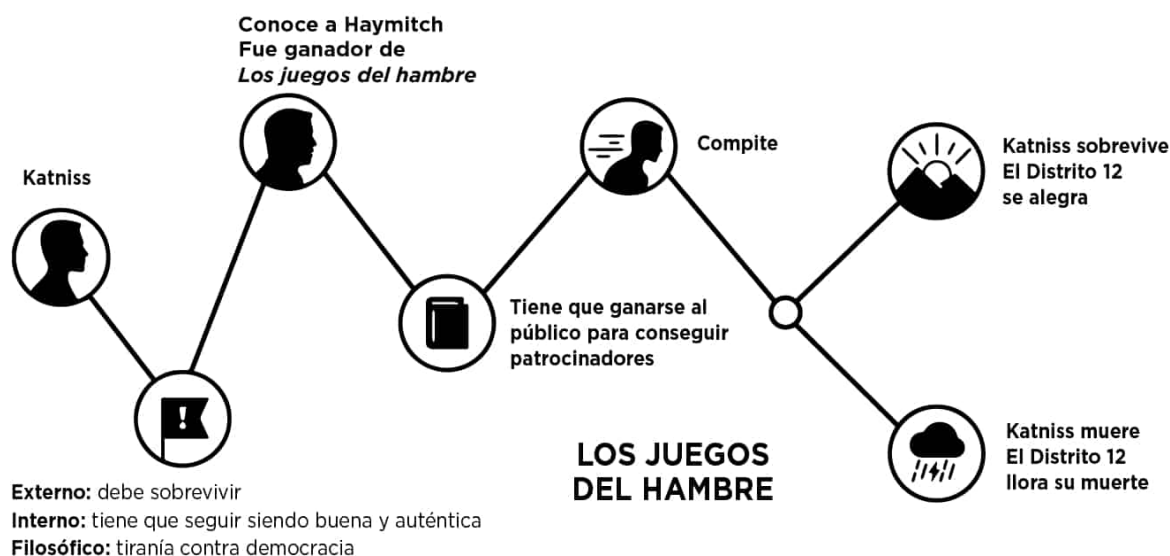 Conoce a Haymitch
Fue ganador de
Los juegos del hambre
Katniss
Compite
Katniss sobrevive
El Distrito 12
se alegra
!
Tiene que ganarse al
público para conseguir
patrocinadores
LOS JUEGOS
DEL HAMBRE
Katniss muere
El Distrito 12
llora su muerte
Externo: debe sobrevivir
Interno: tiene que seguir siendo buena y auténtica
Filosófico: tiranía contra democracia